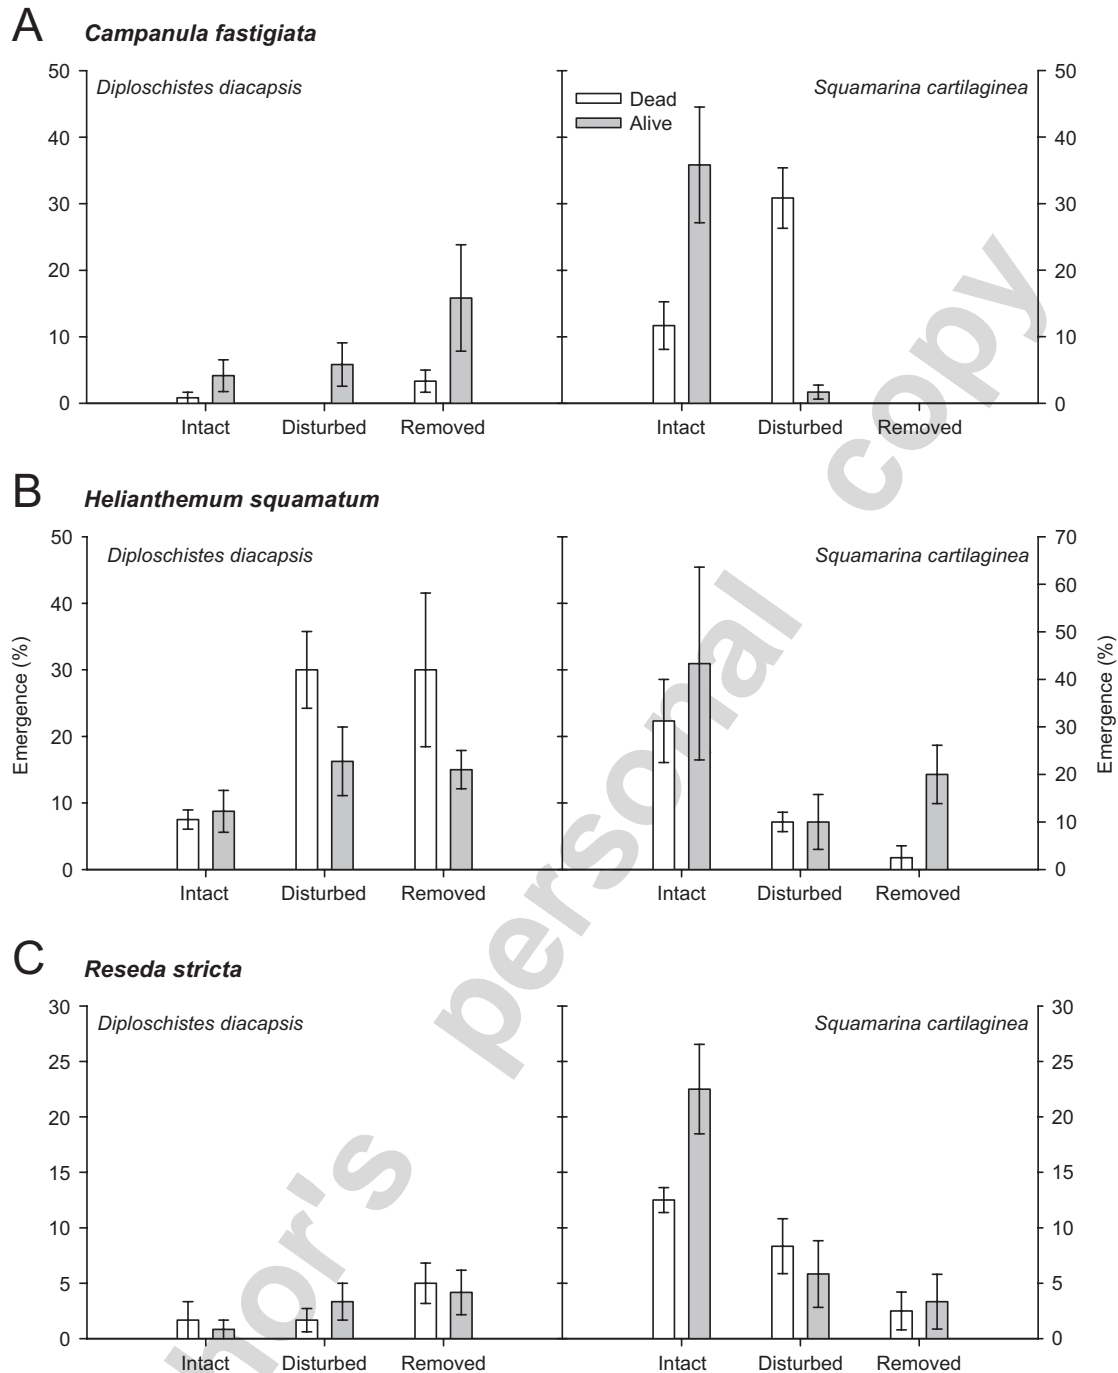 A Campanula fastigiata
Diploschistes diacapsis
Squamarina cartilaginea
Dead
Alive
50 50
40 40
30 30
20 20
10 10
0 0
Intact Disturbed Removed Intact Disturbed Removed
B Helianthemum squamatum
Diploschistes diacapsis
Squamarina cartilaginea
Emergence (%)
50
40
30
20
10
0
70
60
50
40
30
20
10
0
Emergence (%)
Intact Disturbed Removed Intact Disturbed Removed
C Reseda stricta
Diploschistes diacapsis
Squamarina cartilaginea
30 30
25 25
20 20
15 15
10 10
5 5
0 0
Intact Disturbed Removed Intact Disturbed Removed
hor's personal copy